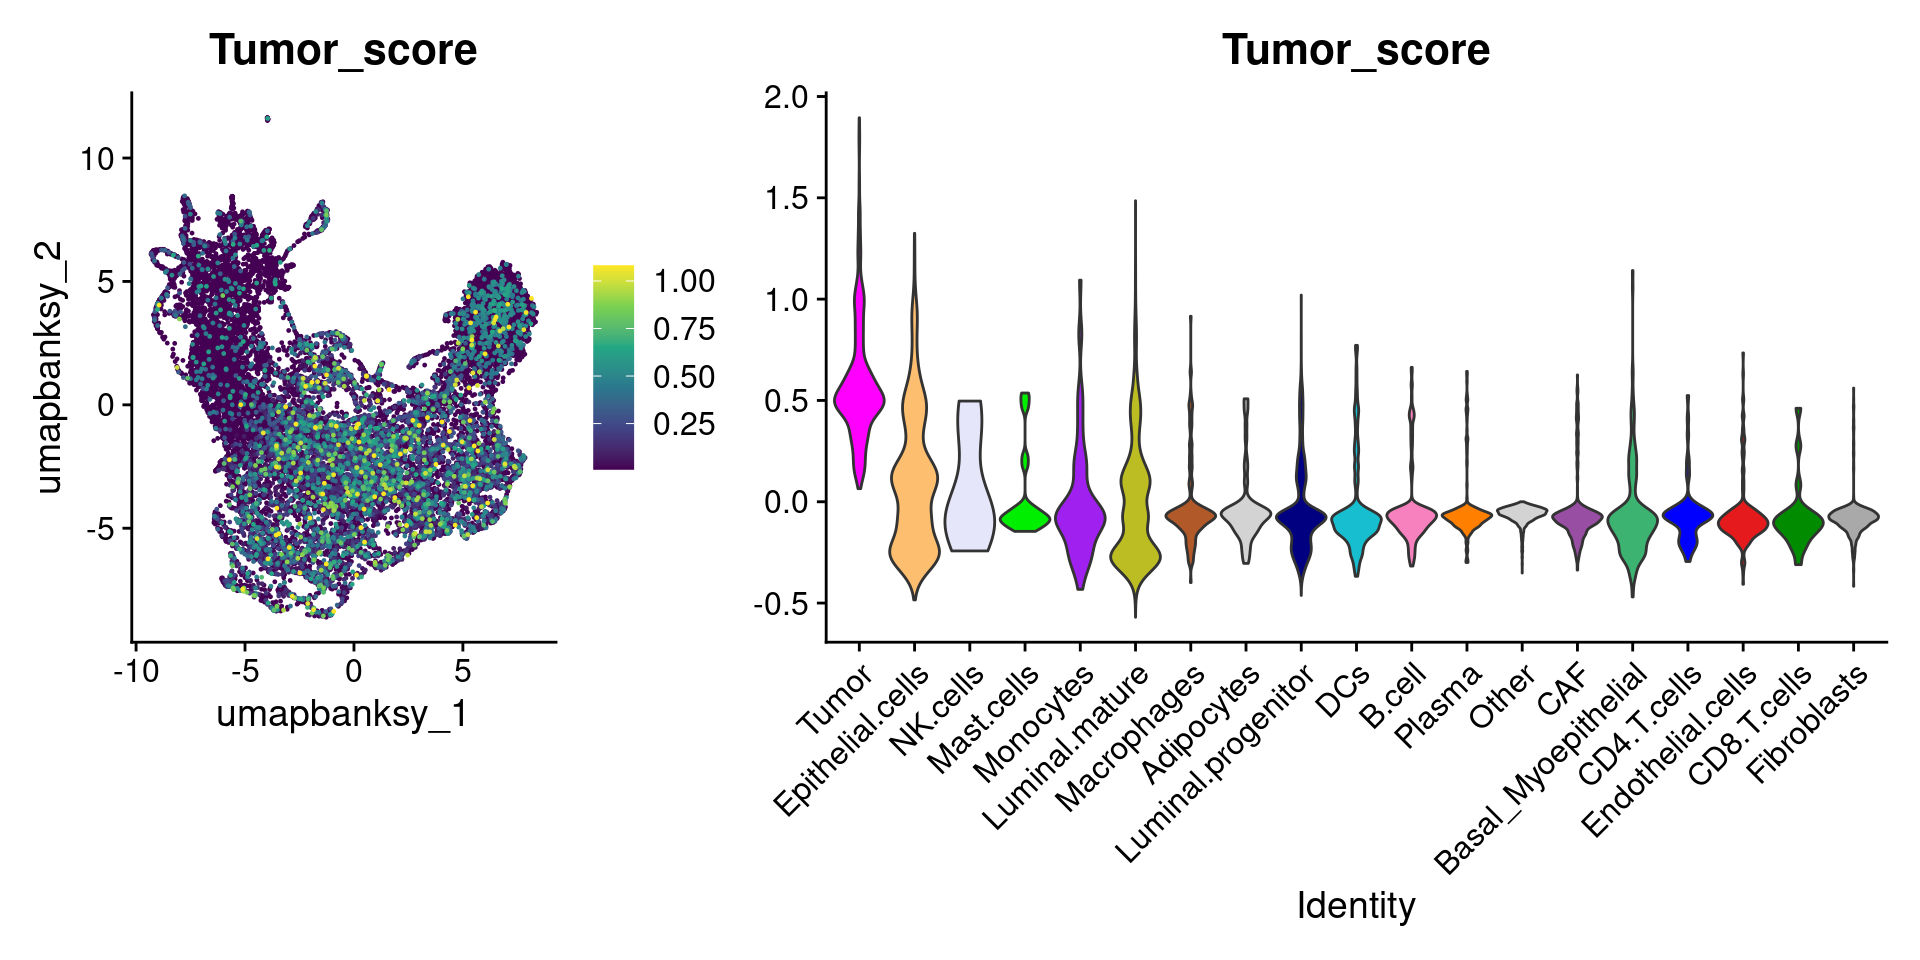 Tumor_score
10
5
0
-5
-10
-5
0
5
umapbanksy_1
umapbanksy_2
1.00
0.75
0.50
0.25
Tumor_score
2.0
1.5
1.0
0.5
0.0
-0.5
Tumor
Epithelial.cells
NK.cells
Mast.cells
Monocytes
Luminal.mature
Macrophages
Adipocytes
Luminal.progenitor
DCs
B.cell
Plasma
Other
CAF
Basal_Myoepithelial
CD4.T.cells
Endothelial.cells
CD8.T.cells
Fibroblasts
Identity